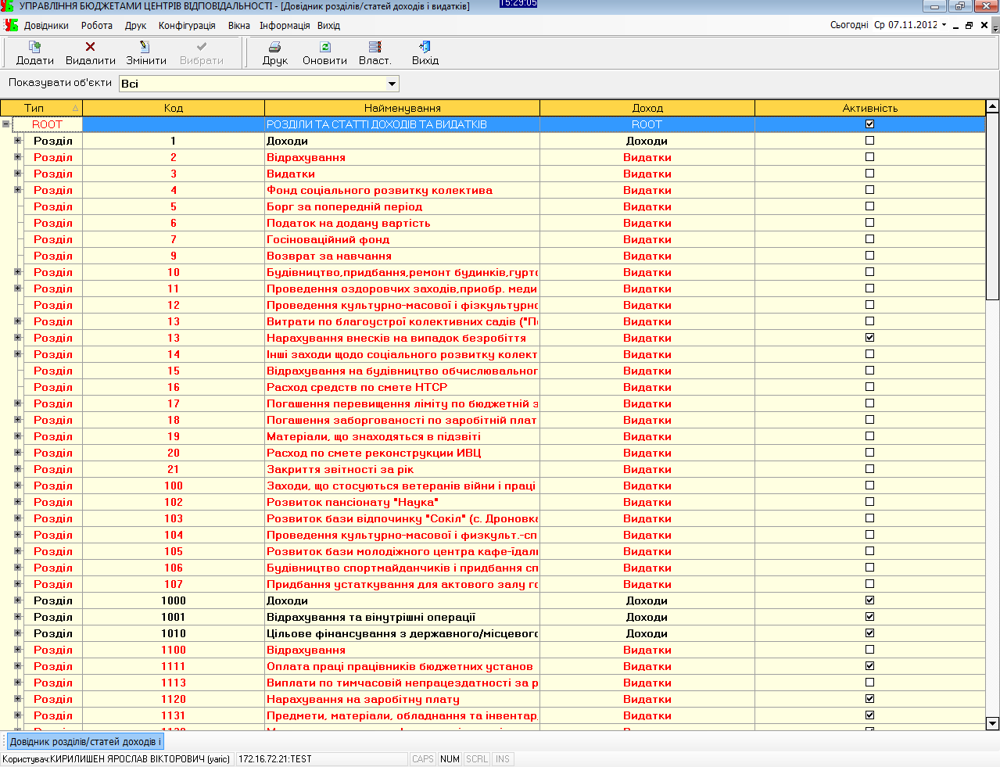 УПРАВЛІННЯ БЮДЖЕТАМИ ЦЕНТРІВ ВІДПОВІДАЛЬНОСТІ - [Довідник розділів/статей доходів і видатків] 15:29:05
Довідники Робота Друк Конфігурація Вікна Інформація Вихід Сьогодні Ср 07.11.2012
Додати Видалити Змінити Вибрати Друк Оновити Власт. Вихід
Показувати об'єкти Всі
Тип Код Найменування Доход Активність
ROOT РОЗДІЛИ ТА СТАТТІ ДОХОДІВ ТА ВИДАТКІВ ROOT
Розділ 1 Доходи Доходи
Розділ 2 Відрахування Видатки
Розділ 3 Видатки Видатки
Розділ 4 Фонд соціального розвитку колектива Видатки
Розділ 5 Борг за попередній період Видатки
Розділ 6 Податок на додану вартість Видатки
Розділ 7 Госіноваційний фонд Видатки
Розділ 9 Возврат за навчання Видатки
Розділ 10 Будівництво,придбання,ремонт будинків,гурто Видатки
Розділ 11 Проведення оздоровчих заходів,приобр. меди Видатки
Розділ 12 Проведення культурно-масової і фізкультурно Видатки
Розділ 13 Витрати по благоустрої колективних садів ("По Видатки
Розділ 13 Нарахування внесків на випадок безробіття Видатки
Розділ 14 Інші заходи щодо соціального розвитку колект Видатки
Розділ 15 Відрахування на будівництво обчислювальног Видатки
Розділ 16 Расход средств по смете НТСР Видатки
Розділ 17 Погашення перевищення ліміту по бюджетній з Видатки
Розділ 18 Погашення заборгованості по заробітній плат Видатки
Розділ 19 Матеріали, що знаходяться в підзвіті Видатки
Розділ 20 Расход по смете реконструкции ИВЦ Видатки
Розділ 21 Закриття звітності за рік Видатки
Розділ 100 Заходи, що стосуються ветеранів війни і праці Видатки
Розділ 102 Розвиток пансіонату "Наука" Видатки
Розділ 103 Розвиток бази відпочинку "Сокіл" (с. Дроновка Видатки
Розділ 104 Проведення культурно-масової і физкульт.-сп Видатки
Розділ 105 Розвиток бази молодіжного центра кафе-їдал Видатки
Розділ 106 Будівництво спортмайданчиків і придбання сп Видатки
Розділ 107 Придбання устаткування для актового залу го Видатки
Розділ 1000 Доходи Доходи
Розділ 1001 Відрахування та вінутрішні операції Доходи
Розділ 1010 Цільове фінансування з державного/місцевого Доходи
Розділ 1100 Відрахування Видатки
Розділ 1111 Оплата праці працівників бюджетних установ Видатки
Розділ 1113 Виплати по тимчасовій непрацездатності за р Видатки
Розділ 1120 Нарахування на заробітну плату Видатки
Розділ 1131 Предмети, матеріали, обладнання та інвентар, Видатки
Довідник розділів/статей доходів і
Користувач:КИРИЛИШЕН ЯРОСЛАВ ВІКТОРОВИЧ (yaric) 172.16.72.21:TEST CAPS NUM SCRL INS